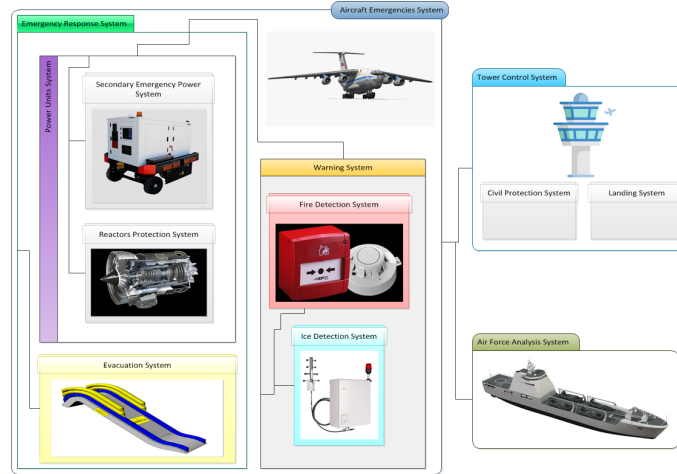 Aircraft Emergencies System
Emergency Response System
Power Units System
Secondary Emergency Power
System
Reactors Protection System
Evacuation System
Warning System
Fire Detection System
Ice Detection System
Tower Control System
Civil Protection System
Landing System
Air Force Analysis System